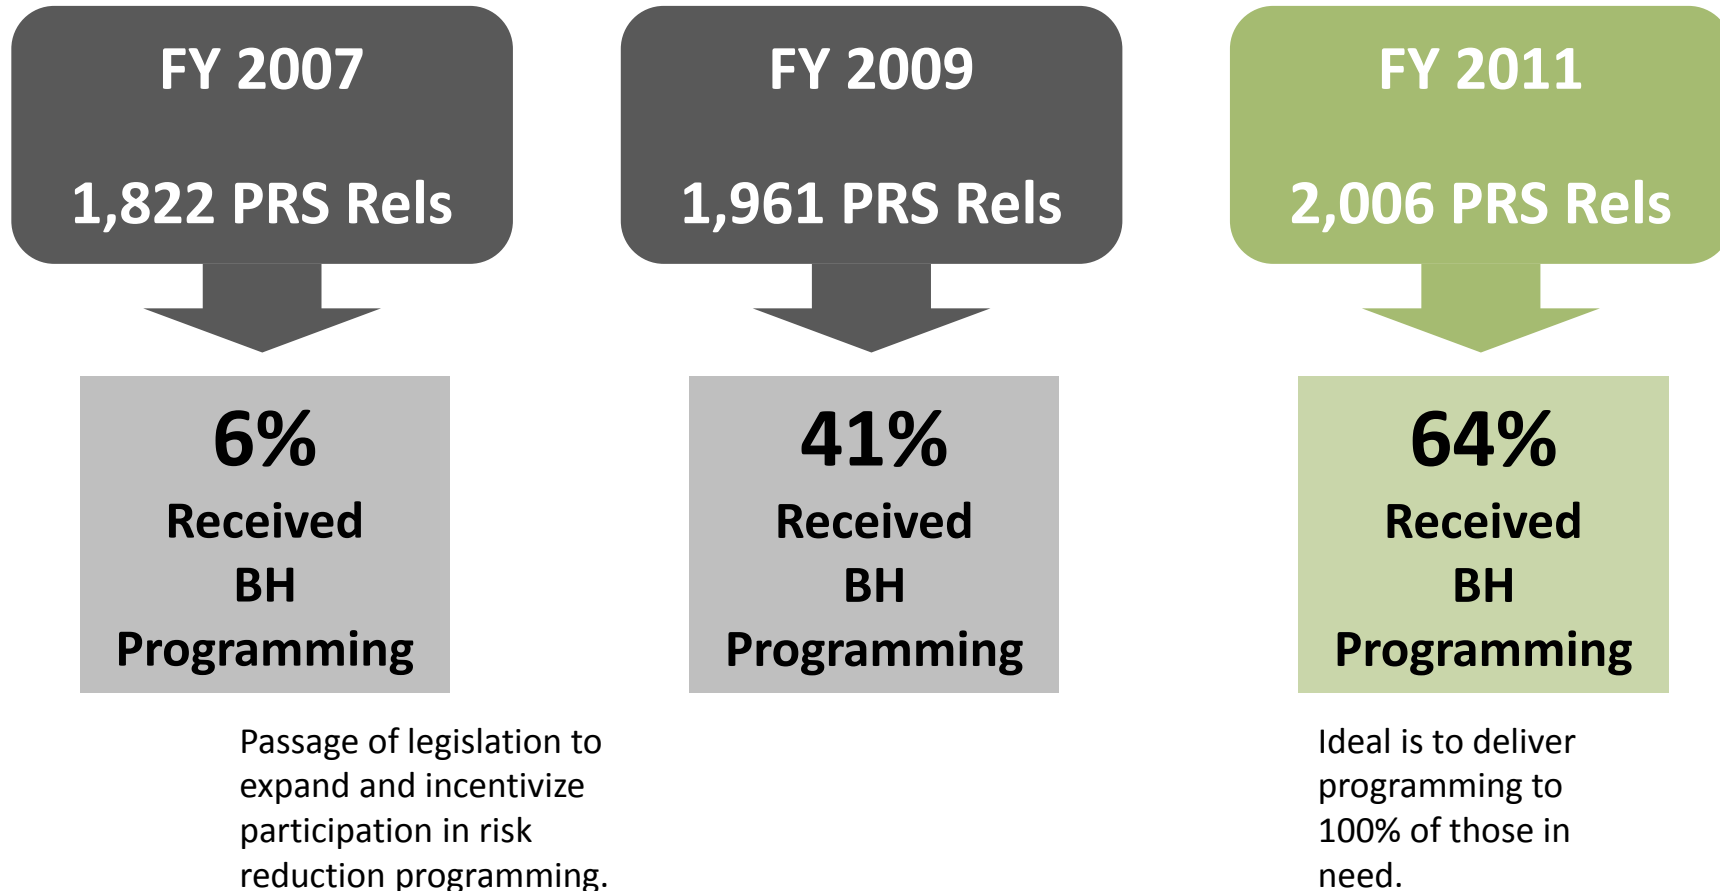 FY 2007
1,822 PRS Rels
6%
Received
BH
Programming
Passage of legislation to
expand and incentivize
participation in risk
reduction programming.
FY 2009
1,961 PRS Rels
41%
Received
BH
Programming
FY 2011
2,006 PRS Rels
64%
Received
BH
Programming
Ideal is to deliver
programming to
100% of those in
need.